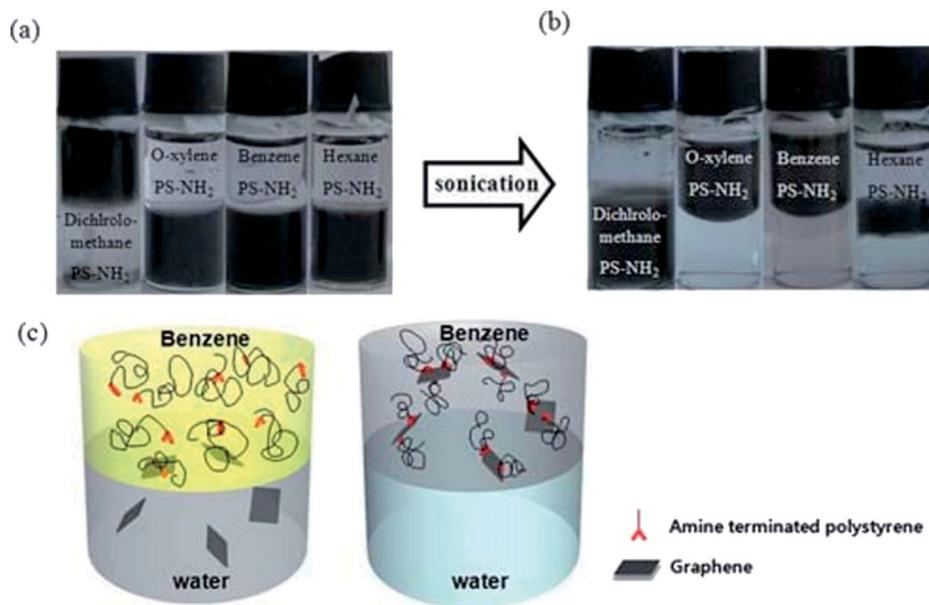 (a)
(b)
O-xylene
PS-NH2
Benzene
PS-NH2
Hexane
PS-NH2
Dichlrolo-
methane
PS-NH2
sonication
O-xylene
PS-NH2
Benzene
PS-NH2
Hexane
PS-NH2
Dichlrolo-
methane
PS-NH2
(c)
Benzene
water
Benzene
water
Amine terminated polystyrene
Graphene